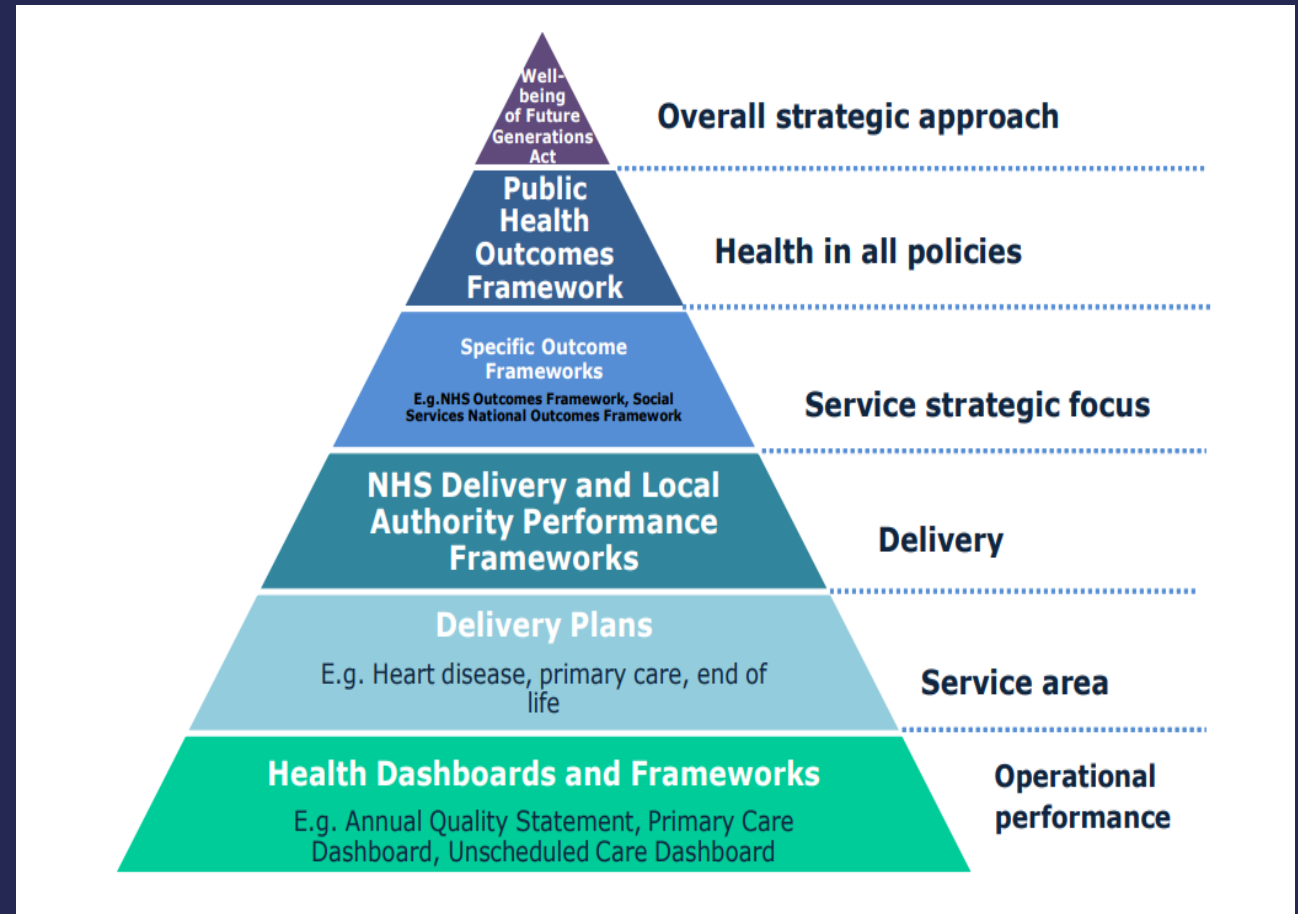 Well-
being
of Future
Generations
Act
Overall strategic approach
Public
Health
Outcomes
Framework
Health in all policies
Specific Outcome
Frameworks
E.g.NHS Outcomes Framework, Social
Services National Outcomes Framework
Service strategic focus
NHS Delivery and Local
Authority Performance
Frameworks
Delivery
Delivery Plans
E.g. Heart disease, primary care, end of
life
Service area
Health Dashboards and Frameworks
E.g. Annual Quality Statement, Primary Care
Dashboard, Unscheduled Care Dashboard
Operational
performance